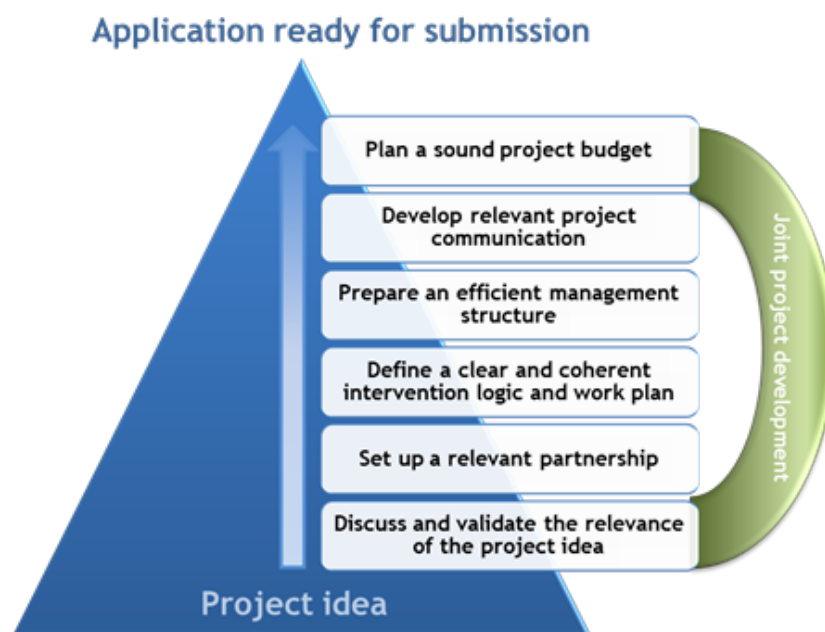 Application ready for submission
Plan a sound project budget
Develop relevant project
communication
Prepare an efficient management
structure
Define a clear and coherent
intervention logic and work plan
Set up a relevant partnership
Discuss and validate the relevance
of the project idea
Joint project development
Project idea